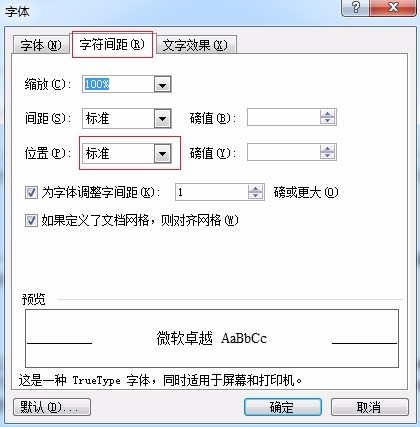 字体
字体(N) 字符间距(R) 文字效果(X)
缩放(C): 100%
间距(S): 标准 磅值(B):
位置(P): 标准 磅值(Y):
为字体调整字间距(K): 1 磅或更大(O)
如果定义了文档网格，则对齐网格(W)
预览
微软卓越 AaBbCc
这是一种 TrueType 字体，同时适用于屏幕和打印机。
默认(D)... 确定 取消